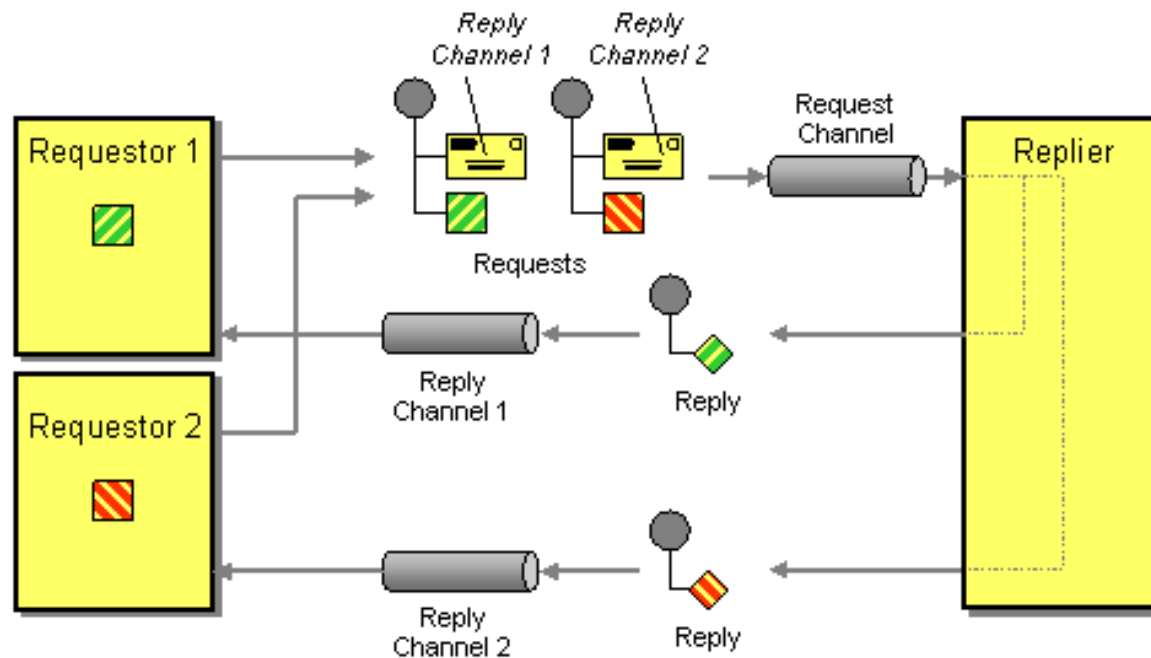 Reply
Channel 1
Reply
Channel 2
Request
Channel
Requestor 1
Replier
Requests
Reply
Channel 1
Reply
Requestor 2
Reply
Channel 2
Reply